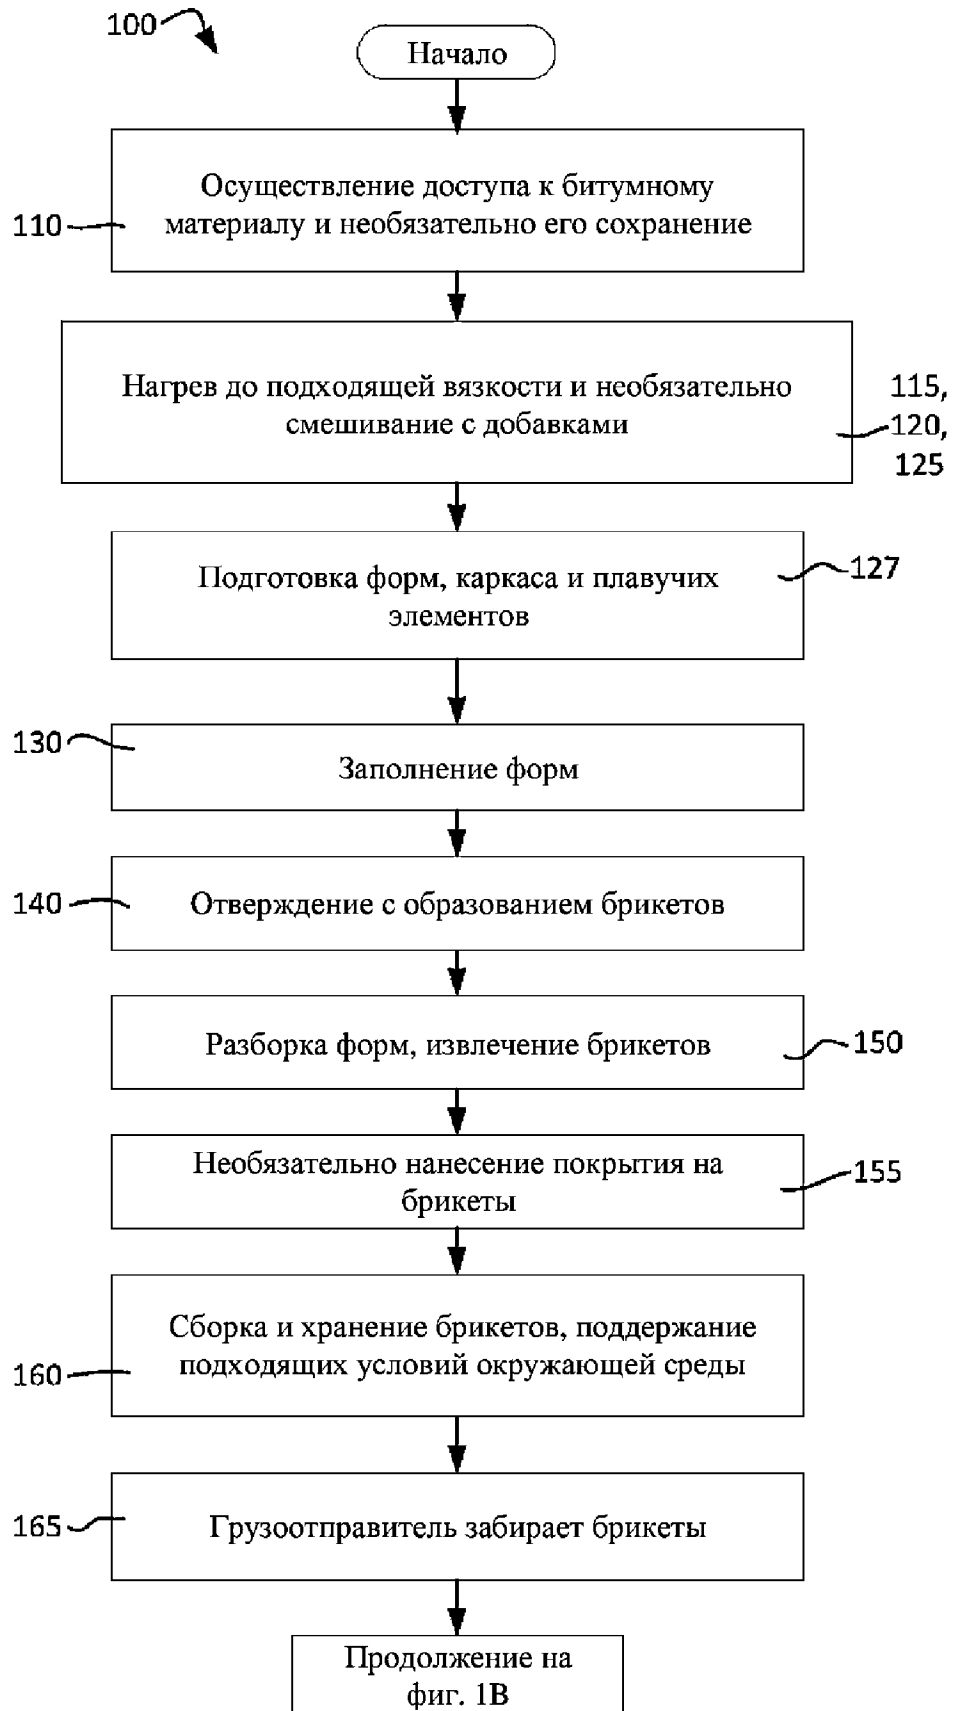 100
Начало
Осуществление доступа к битумному
материалу и необязательно его сохранение
110
Нагрев до подходящей вязкости и необязательно
смешивание с добавками
115,
120,
125
Подготовка форм, каркаса и плавучих
элементов
127
130
Заполнение форм
140
Отверждение с образованием брикетов
Разборка форм, извлечение брикетов
150
Необязательно нанесение покрытия на
брикеты
155
Сборка и хранение брикетов, поддержание
подходящих условий окружающей среды
160
165
Грузоотправитель забирает брикеты
Продолжение на
фиг. 1B